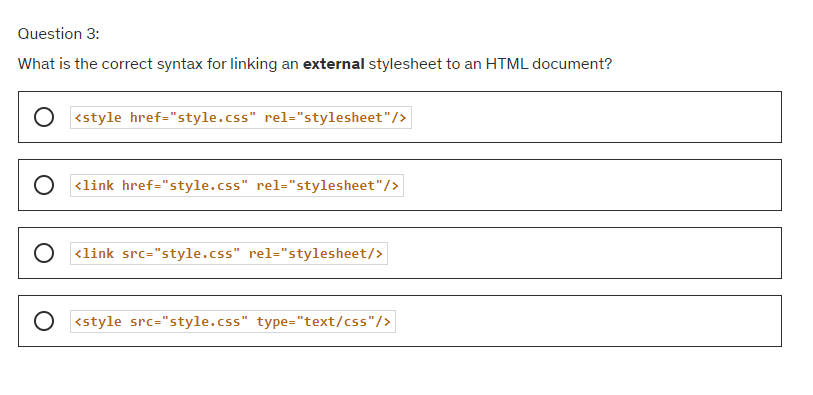 Question 3:
What is the correct syntax for linking an external stylesheet to an HTML document?
<style href="style.css" rel="stylesheet"/>
<link href="style.css" rel="stylesheet"/>
<link src="style.css" rel="stylesheet/>
<style src="style.css" type="text/css"/>